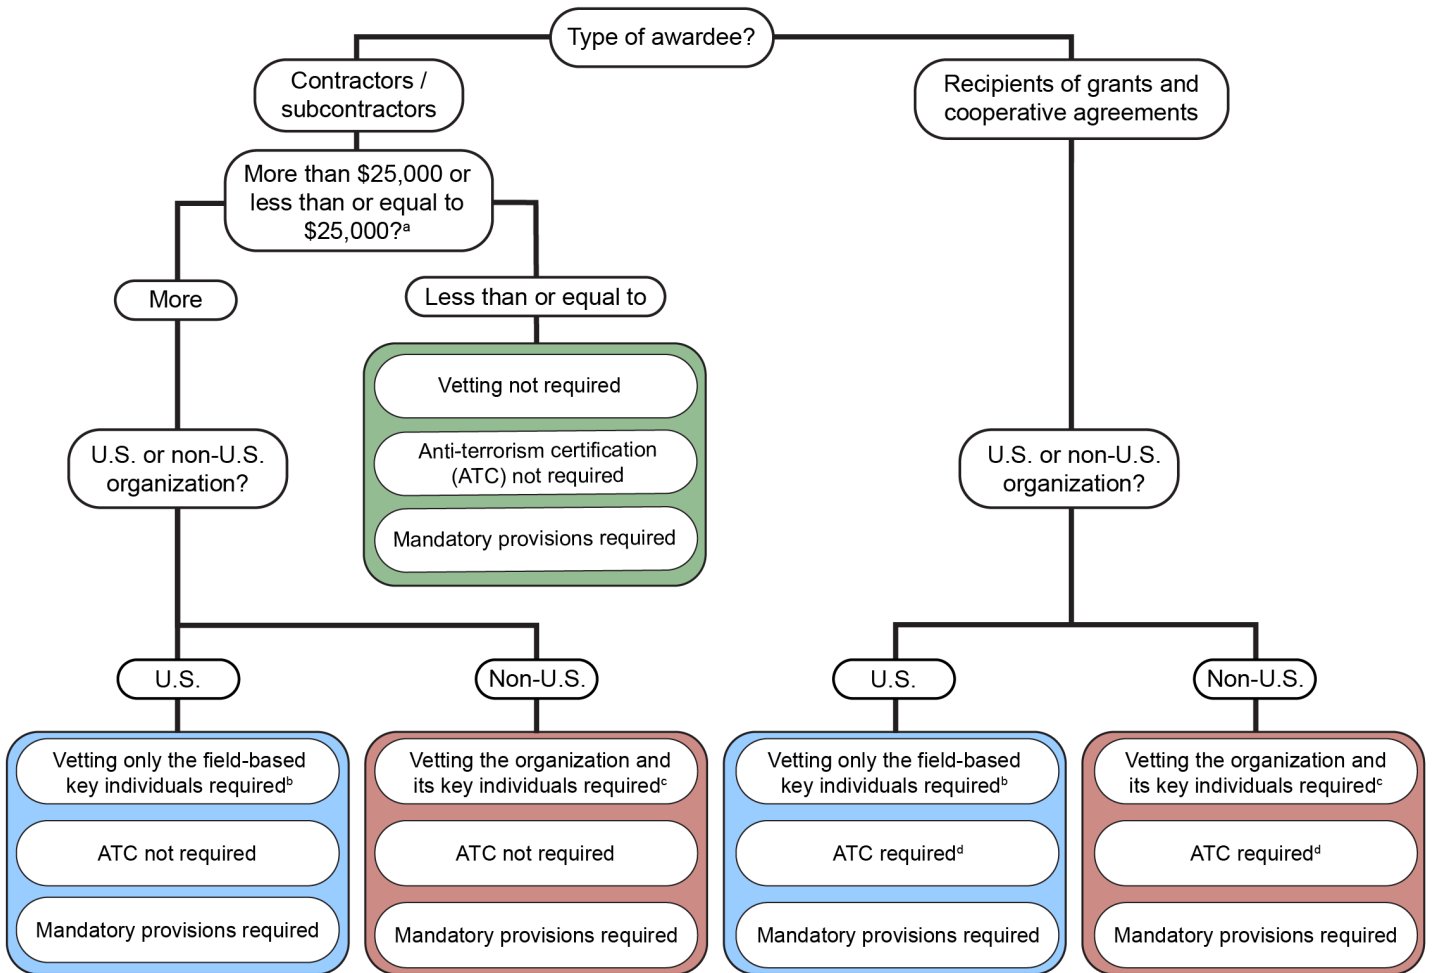 Type of awardee?
Contractors /
subcontractors
Recipients of grants and
cooperative agreements
More than $25,000 or
less than or equal to
$25,000?ᵃ
More
Less than or equal to
Vetting not required
Anti-terrorism certification
(ATC) not required
Mandatory provisions required
U.S. or non-U.S.
organization?
U.S. or non-U.S.
organization?
U.S.
Non-U.S.
U.S.
Non-U.S.
Vetting only the field-based
key individuals requiredᵇ
ATC not required
Mandatory provisions required
Vetting the organization and
its key individuals requiredᶜ
ATC not required
Mandatory provisions required
Vetting only the field-based
key individuals requiredᵇ
ATC requiredᵈ
Mandatory provisions required
Vetting the organization and
its key individuals requiredᶜ
ATC requiredᵈ
Mandatory provisions required